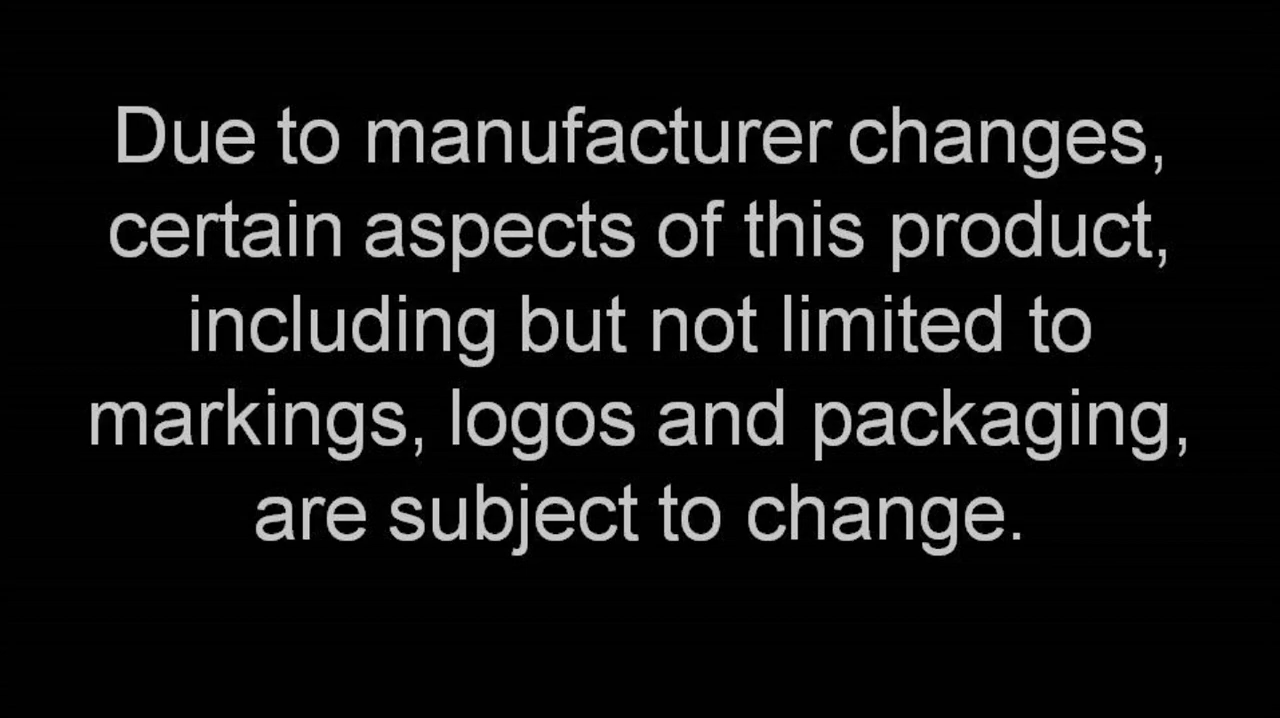 Due to manufacturer changes,
certain aspects of this product,
including but not limited to
markings, logos and packaging,
are subject to change.